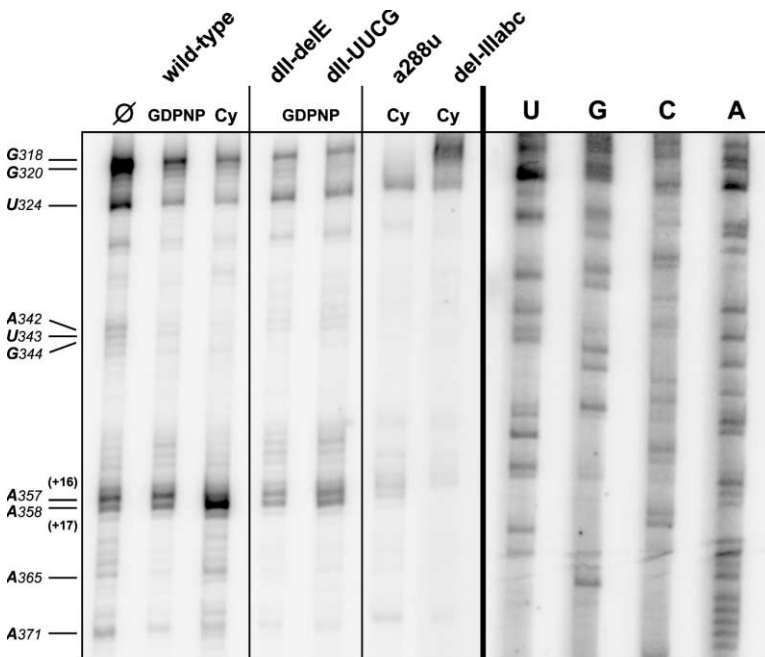 wild-type
dII-delE
dII-UUCG
a288u
del-IIIabc
Ø GDPNP Cy GDPNP Cy Cy U G C A
G318
G320
U324
A342
U343
G344
(+16)
A357
A358
(+17)
A365
A371